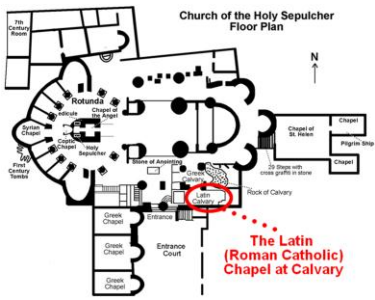 Church of the Holy Sepulcher
Floor Plan
7th
Century
Room
N
Rotunda
Chapel of
the Angel
edicule
Syrian
Chapel
Coptic
Chapel
Holy
Sepulcher
First
Century
Tombs
Stone of Anointing
Greek
Calvary
Latin
Calvary
Rock of Calvary
29 Steps with
cross graffiti in stone
Chapel of
St. Helen
Chapel
Pilgrim Ship
Chapel
Entrance
Greek
Chapel
Greek
Chapel
Greek
Chapel
Entrance
Court
The Latin
(Roman Catholic)
Chapel at Calvary